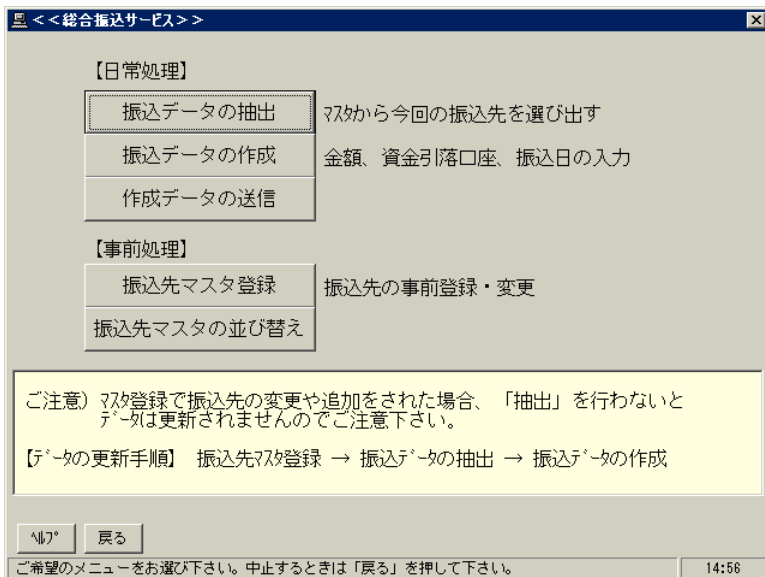 <<総合振込サービス>>
【日常処理】
振込データの抽出 ﾏｽﾀから今回の振込先を選び出す
振込データの作成 金額、資金引落口座、振込日の入力
作成データの送信
【事前処理】
振込先マスタ登録 振込先の事前登録・変更
振込先マスタの並び替え
ご注意）ﾏｽﾀ登録で振込先の変更や追加をされた場合、「抽出」を行わないと
ﾃﾞｰﾀは更新されませんのでご注意下さい。
【ﾃﾞｰﾀの更新手順】 振込先ﾏｽﾀ登録 → 振込ﾃﾞｰﾀの抽出 → 振込ﾃﾞｰﾀの作成
ﾍﾙﾌﾟ 戻る
ご希望のメニューをお選び下さい。中止するときは「戻る」を押して下さい。 14:56